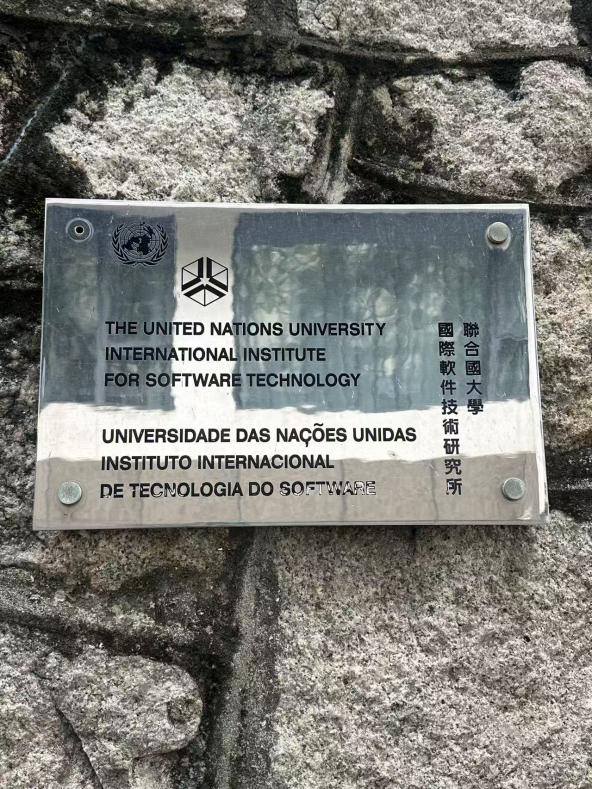 THE UNITED NATIONS UNIVERSITY
INTERNATIONAL INSTITUTE
FOR SOFTWARE TECHNOLOGY
UNIVERSIDADE DAS NAÇÕES UNIDAS
INSTITUTO INTERNACIONAL
DE TECNOLOGIA DO SOFTWARE
聯合國大學
國際軟件技術研究所